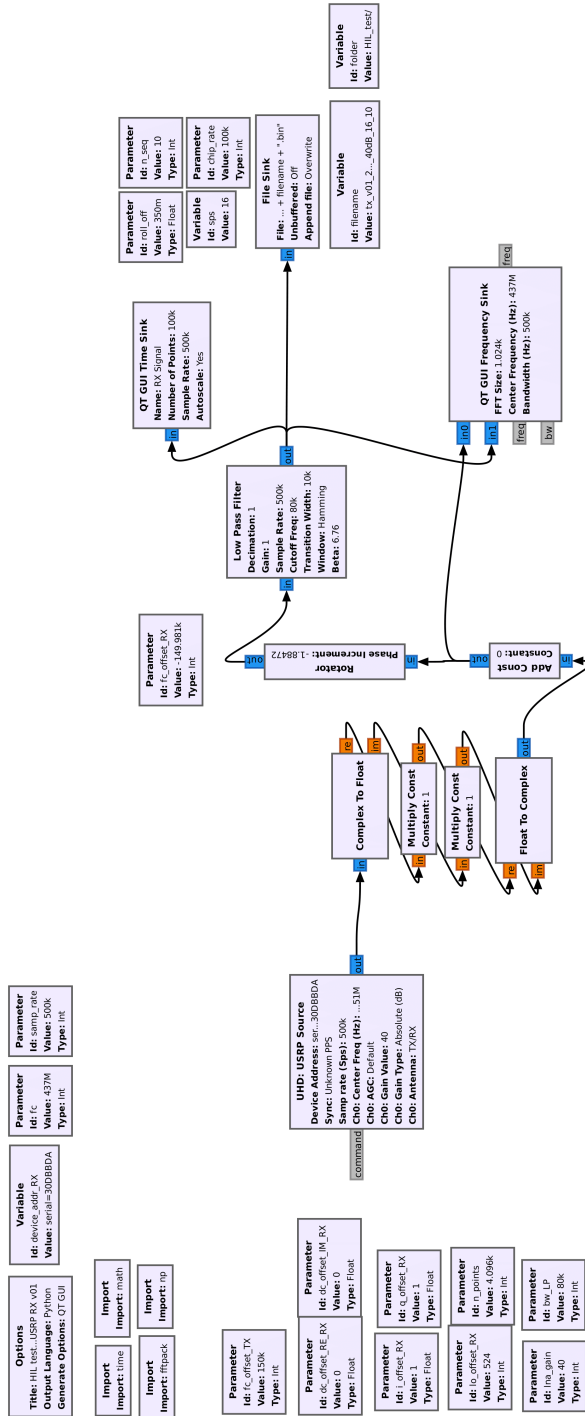 Options
Title: HIL test...USRP RX v01
Output Language: Python
Generate Options: QT GUI
Variable
Id: device_addr_RX
Value: serial=30DBBDA
Parameter
Id: fc
Value: 437M
Type: Int
Parameter
Id: samp_rate
Value: 500k
Type: Int
Import
Import: time
Import
Import: math
Import
Import: fftpack
Import
Import: np
Parameter
Id: fc_offset_RX
Value: -149.981k
Type: Int
QT GUI Time Sink
Name: RX Signal
Number of Points: 100k
Sample Rate: 500k
Autoscale: Yes
in
Parameter
Id: roll_off
Value: 350m
Type: Float
Parameter
Id: n_seq
Value: 10
Type: Int
Variable
Id: sps
Value: 16
Parameter
Id: chip_rate
Value: 100k
Type: Int
Parameter
Id: fc_offset_TX
Value: 150k
Type: Int
Low Pass Filter
Decimation: 1
Gain: 1
Sample Rate: 500k
Cutoff Freq: 80k
Transition Width: 10k
Window: Hamming
Beta: 6.76
in
out
File Sink
File: ... + filename + ".bin"
Unbuffered: Off
Append file: Overwrite
in
Rotator
Phase Increment: -1.88472
in
out
Parameter
Id: dc_offset_RE_RX
Value: 0
Type: Float
Parameter
Id: dc_offset_IM_RX
Value: 0
Type: Float
UHD: USRP Source
Device Address: ser...30DBBDA
Sync: Unknown PPS
Samp rate (Sps): 500k
Ch0: Center Freq (Hz): ...51M
Ch0: AGC: Default
Ch0: Gain Value: 40
Ch0: Gain Type: Absolute (dB)
Ch0: Antenna: TX/RX
command
out
Complex To Float
in
re
im
Variable
Id: filename
Value: tx_v01_2..._40dB_16_10
Variable
Id: folder
Value: HIL_test/
Parameter
Id: i_offset_RX
Value: 1
Type: Float
Parameter
Id: q_offset_RX
Value: 1
Type: Float
Multiply Const
Constant: 1
in
out
Multiply Const
Constant: 1
in
out
Parameter
Id: lo_offset_RX
Value: 524
Type: Int
Parameter
Id: n_points
Value: 4.096k
Type: Int
Float To Complex
re
im
out
Add Const
Constant: 0
in
out
QT GUI Frequency Sink
FFT Size: 1.024k
Center Frequency (Hz): 437M
Bandwidth (Hz): 500k
in0
in1
freq
bw
freq
Parameter
Id: lna_gain
Value: 40
Type: Int
Parameter
Id: bw_LP
Value: 80k
Type: Int